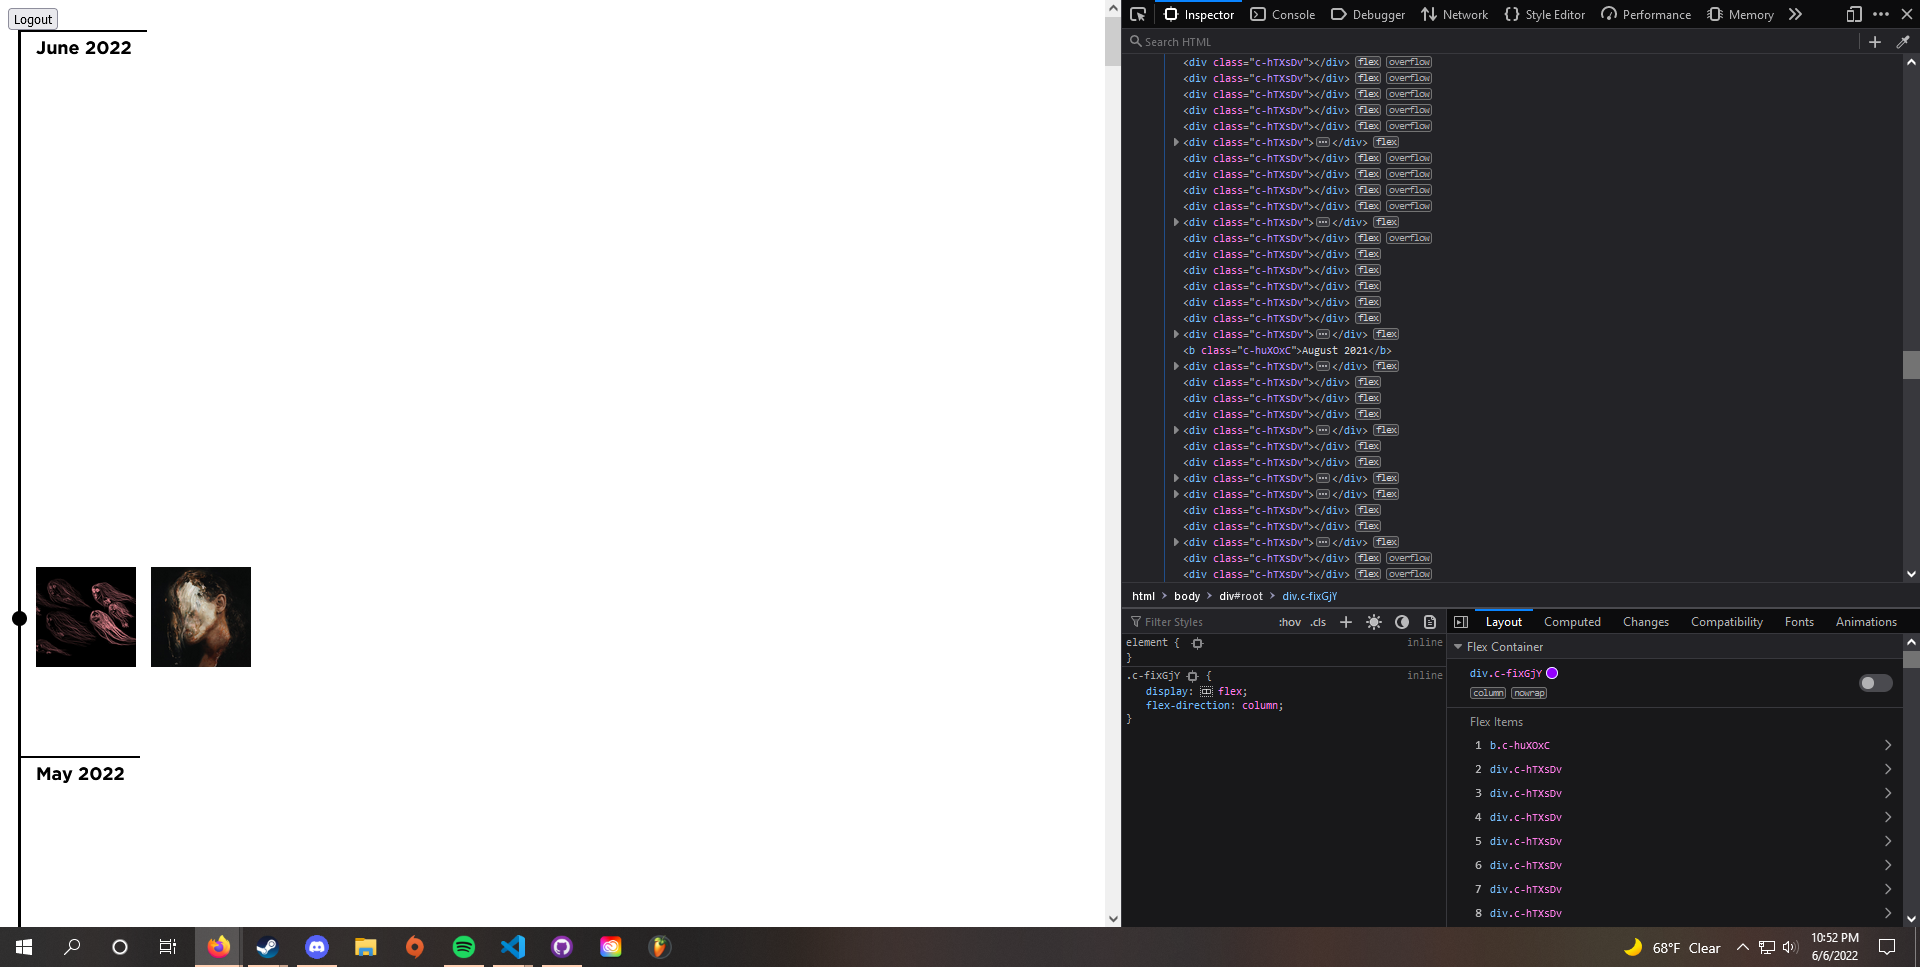 Logout
June 2022
May 2022
Inspector
Console
Debugger
Network
Style Editor
Performance
Memory
Search HTML
<div class="c-hTXsDv"></div> flex overflow
<div class="c-hTXsDv"></div> flex overflow
<div class="c-hTXsDv"></div> flex overflow
<div class="c-hTXsDv"></div> flex overflow
<div class="c-hTXsDv"></div> flex overflow
<div class="c-hTXsDv">…</div> flex
<div class="c-hTXsDv"></div> flex overflow
<div class="c-hTXsDv"></div> flex overflow
<div class="c-hTXsDv"></div> flex overflow
<div class="c-hTXsDv"></div> flex overflow
<div class="c-hTXsDv">…</div> flex
<div class="c-hTXsDv"></div> flex overflow
<div class="c-hTXsDv"></div> flex
<div class="c-hTXsDv"></div> flex
<div class="c-hTXsDv"></div> flex
<div class="c-hTXsDv"></div> flex
<div class="c-hTXsDv"></div> flex
<div class="c-hTXsDv">…</div> flex
<b class="c-huXOxC">August 2021</b>
<div class="c-hTXsDv">…</div> flex
<div class="c-hTXsDv"></div> flex
<div class="c-hTXsDv"></div> flex
<div class="c-hTXsDv"></div> flex
<div class="c-hTXsDv">…</div> flex
<div class="c-hTXsDv"></div> flex
<div class="c-hTXsDv"></div> flex
<div class="c-hTXsDv">…</div> flex
<div class="c-hTXsDv">…</div> flex
<div class="c-hTXsDv"></div> flex
<div class="c-hTXsDv"></div> flex
<div class="c-hTXsDv">…</div> flex
<div class="c-hTXsDv"></div> flex overflow
<div class="c-hTXsDv"></div> flex overflow
html > body > div#root > div.c-fixGjY
Filter Styles
:hov .cls
element {
inline
}
.c-fixGjY {
inline
display: flex;
flex-direction: column;
}
Layout
Computed
Changes
Compatibility
Fonts
Animations
Flex Container
div.c-fixGjY
column nowrap
Flex Items
1 b.c-huXOxC
2 div.c-hTXsDv
3 div.c-hTXsDv
4 div.c-hTXsDv
5 div.c-hTXsDv
6 div.c-hTXsDv
7 div.c-hTXsDv
8 div.c-hTXsDv
68°F Clear
10:52 PM
6/6/2022